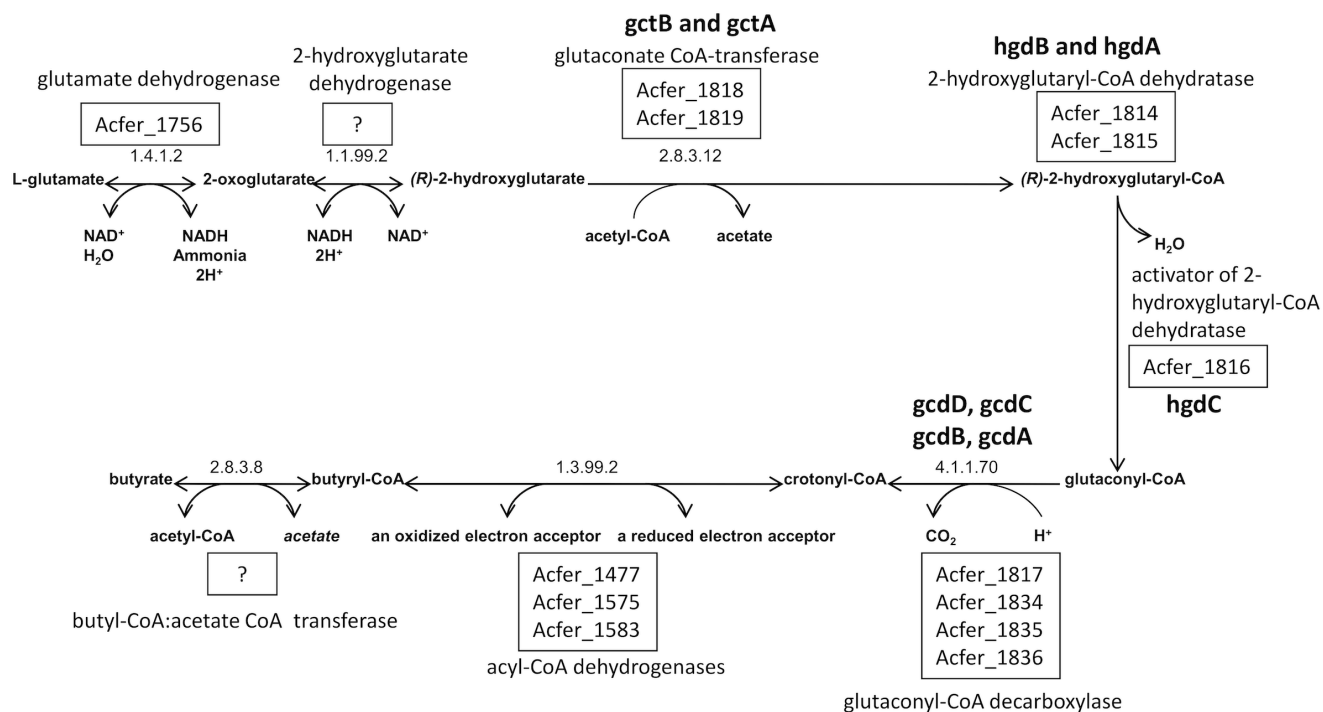 gctB and gctA
hgdB and hgdA
glutamate dehydrogenase
2-hydroxyglutarate
dehydrogenase
glutaconate CoA-transferase
2-hydroxyglutaryl-CoA dehydratase
Acfer_1756
?
Acfer_1818
Acfer_1819
Acfer_1814
Acfer_1815
1.4.1.2
1.1.99.2
2.8.3.12
L-glutamate
2-oxoglutarate
(R)-2-hydroxyglutarate
(R)-2-hydroxyglutaryl-CoA
NAD⁺
H₂O
NADH
Ammonia
2H⁺
NADH
2H⁺
NAD⁺
acetyl-CoA
acetate
H₂O
activator of 2-
hydroxyglutaryl-CoA
dehydratase
Acfer_1816
hgdC
gcdD, gcdC
gcdB, gcdA
2.8.3.8
1.3.99.2
4.1.1.70
butyrate
butyryl-CoA
crotonyl-CoA
glutaconyl-CoA
acetyl-CoA
acetate
an oxidized electron acceptor
a reduced electron acceptor
CO₂
H⁺
?
butyl-CoA:acetate CoA transferase
Acfer_1477
Acfer_1575
Acfer_1583
acyl-CoA dehydrogenases
Acfer_1817
Acfer_1834
Acfer_1835
Acfer_1836
glutaconyl-CoA decarboxylase